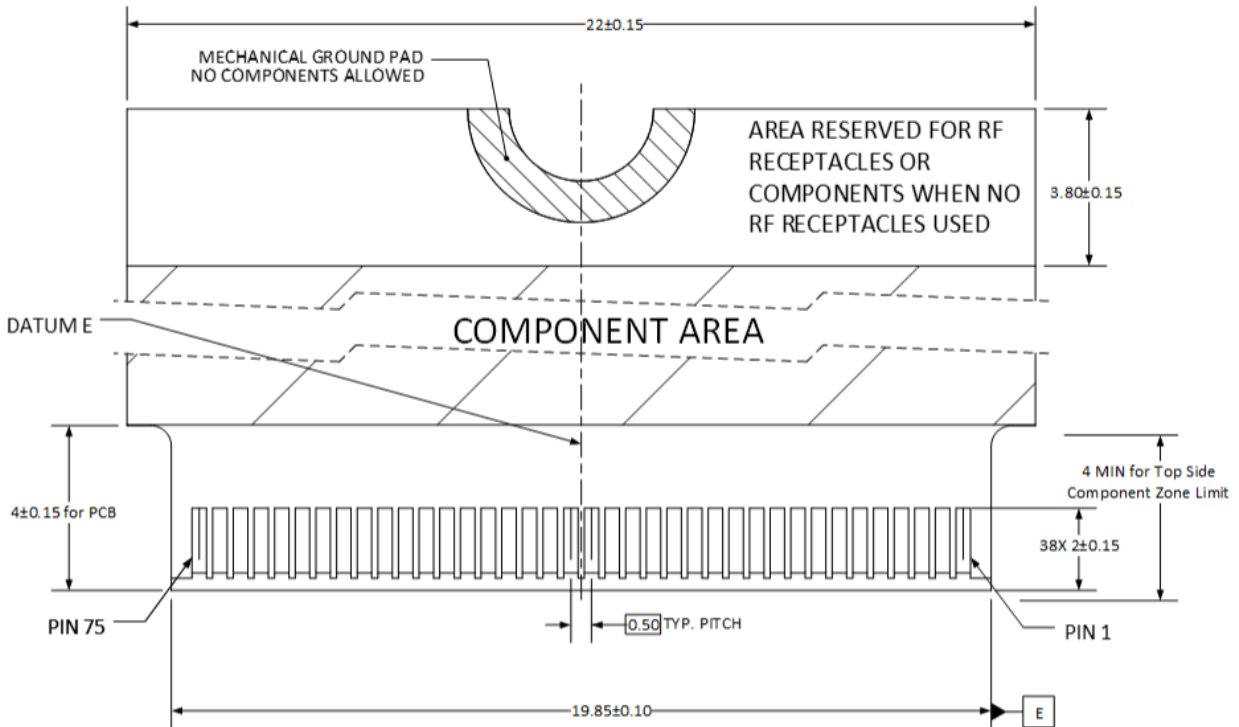 22±0.15
MECHANICAL GROUND PAD
NO COMPONENTS ALLOWED
AREA RESERVED FOR RF
RECEPTACLES OR
COMPONENTS WHEN NO
RF RECEPTACLES USED
3.80±0.15
DATUM E
COMPONENT AREA
4 MIN for Top Side
Component Zone Limit
4±0.15 for PCB
38X 2±0.15
PIN 75
0.50 TYP. PITCH
PIN 1
19.85±0.10
E